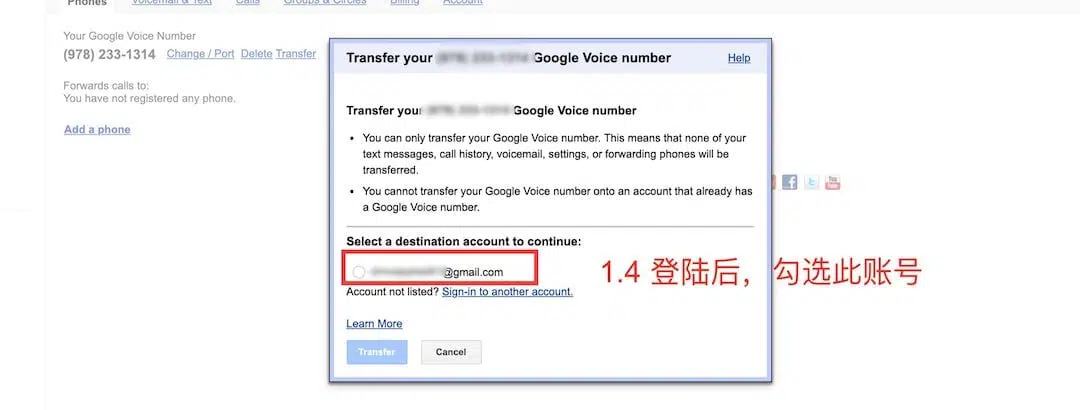 Phones Voicemail & Text Calls Groups & Circles Billing Account
Your Google Voice Number
(978) 233-1314 Change / Port Delete Transfer
Forwards calls to:
You have not registered any phone.
Add a phone
Transfer your Google Voice number Help
Transfer your Google Voice number
• You can only transfer your Google Voice number. This means that none of your
text messages, call history, voicemail, settings, or forwarding phones will be
transferred.
• You cannot transfer your Google Voice number onto an account that already has
a Google Voice number.
Select a destination account to continue:
@gmail.com
1.4 登陆后，勾选此账号
Account not listed? Sign-in to another account.
Learn More
Transfer Cancel